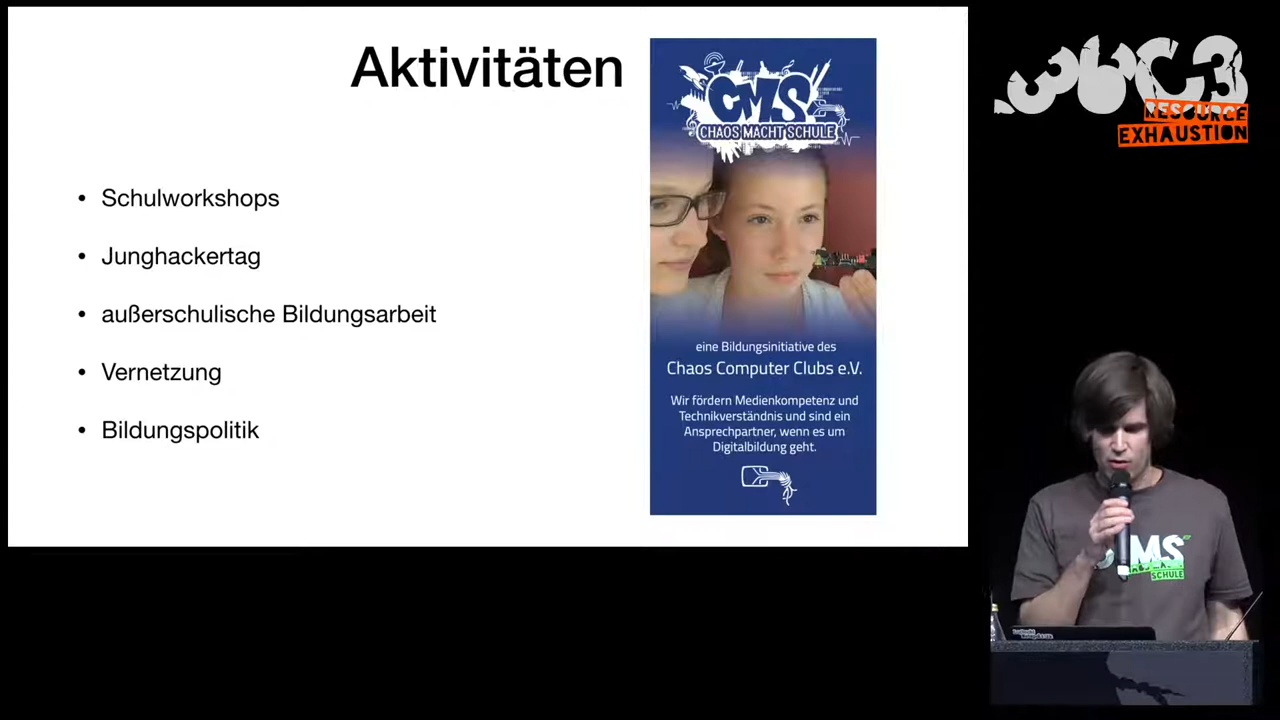 Aktivitäten
• Schulworkshops
• Junghackertag
• außerschulische Bildungsarbeit
• Vernetzung
• Bildungspolitik
CMS
CHAOS MACHT SCHULE
eine Bildungsinitiative des
Chaos Computer Clubs e.V.
Wir fördern Medienkompetenz und
Technikverständnis und sind ein
Ansprechpartner, wenn es um
Digitalbildung geht.
36C3
RESOURCE
EXHAUSTION
MS
SCHULE